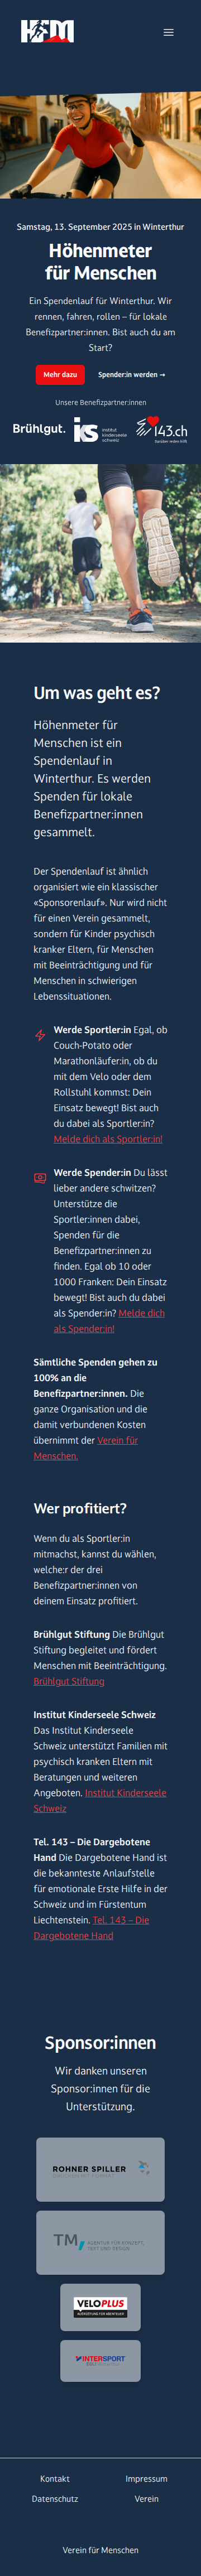 HFM
Samstag, 13. September 2025 in Winterthur
Höhenmeter
für Menschen
Ein Spendenlauf für Winterthur. Wir
rennen, fahren, rollen – für lokale
Benefizpartner:innen. Bist auch du am
Start?
Mehr dazu
Spender:in werden →
Unsere Benefizpartner:innen
Brühlgut.
iks institut
kinderseele
schweiz
143.ch
Darüber reden hilft
Um was geht es?
Höhenmeter für
Menschen ist ein
Spendenlauf in
Winterthur. Es werden
Spenden für lokale
Benefizpartner:innen
gesammelt.
Der Spendenlauf ist ähnlich
organisiert wie ein klassischer
«Sponsorenlauf». Nur wird nicht
für einen Verein gesammelt,
sondern für Kinder psychisch
kranker Eltern, für Menschen
mit Beeinträchtigung und für
Menschen in schwierigen
Lebenssituationen.
Werde Sportler:in Egal, ob
Couch-Potato oder
Marathonläufer:in, ob du
mit dem Velo oder dem
Rollstuhl kommst: Dein
Einsatz bewegt! Bist auch
du dabei als Sportler:in?
Melde dich als Sportler:in!
Werde Spender:in Du lässt
lieber andere schwitzen?
Unterstütze die
Sportler:innen dabei,
Spenden für die
Benefizpartner:innen zu
finden. Egal ob 10 oder
1000 Franken: Dein Einsatz
bewegt! Bist auch du dabei
als Spender:in? Melde dich
als Spender:in!
Sämtliche Spenden gehen zu
100% an die
Benefizpartner:innen. Die
ganze Organisation und die
damit verbundenen Kosten
übernimmt der Verein für
Menschen.
Wer profitiert?
Wenn du als Sportler:in
mitmachst, kannst du wählen,
welche:r der drei
Benefizpartner:innen von
deinem Einsatz profitiert.
Brühlgut Stiftung Die Brühlgut
Stiftung begleitet und fördert
Menschen mit Beeinträchtigung.
Brühlgut Stiftung
Institut Kinderseele Schweiz
Das Institut Kinderseele
Schweiz unterstützt Familien mit
psychisch kranken Eltern mit
Beratungen und weiteren
Angeboten. Institut Kinderseele
Schweiz
Tel. 143 – Die Dargebotene
Hand Die Dargebotene Hand ist
die bekannteste Anlaufstelle
für emotionale Erste Hilfe in der
Schweiz und im Fürstentum
Liechtenstein. Tel. 143 – Die
Dargebotene Hand
Sponsor:innen
Wir danken unseren
Sponsor:innen für die
Unterstützung.
ROHNER SPILLER
TM/ AGENTUR FÜR KONZEPT,
TEXT UND DESIGN
VELOPLUS
AUSRÜSTUNG FÜR ABENTEUER
INTERSPORT
Kontakt
Impressum
Datenschutz
Verein
Verein für Menschen